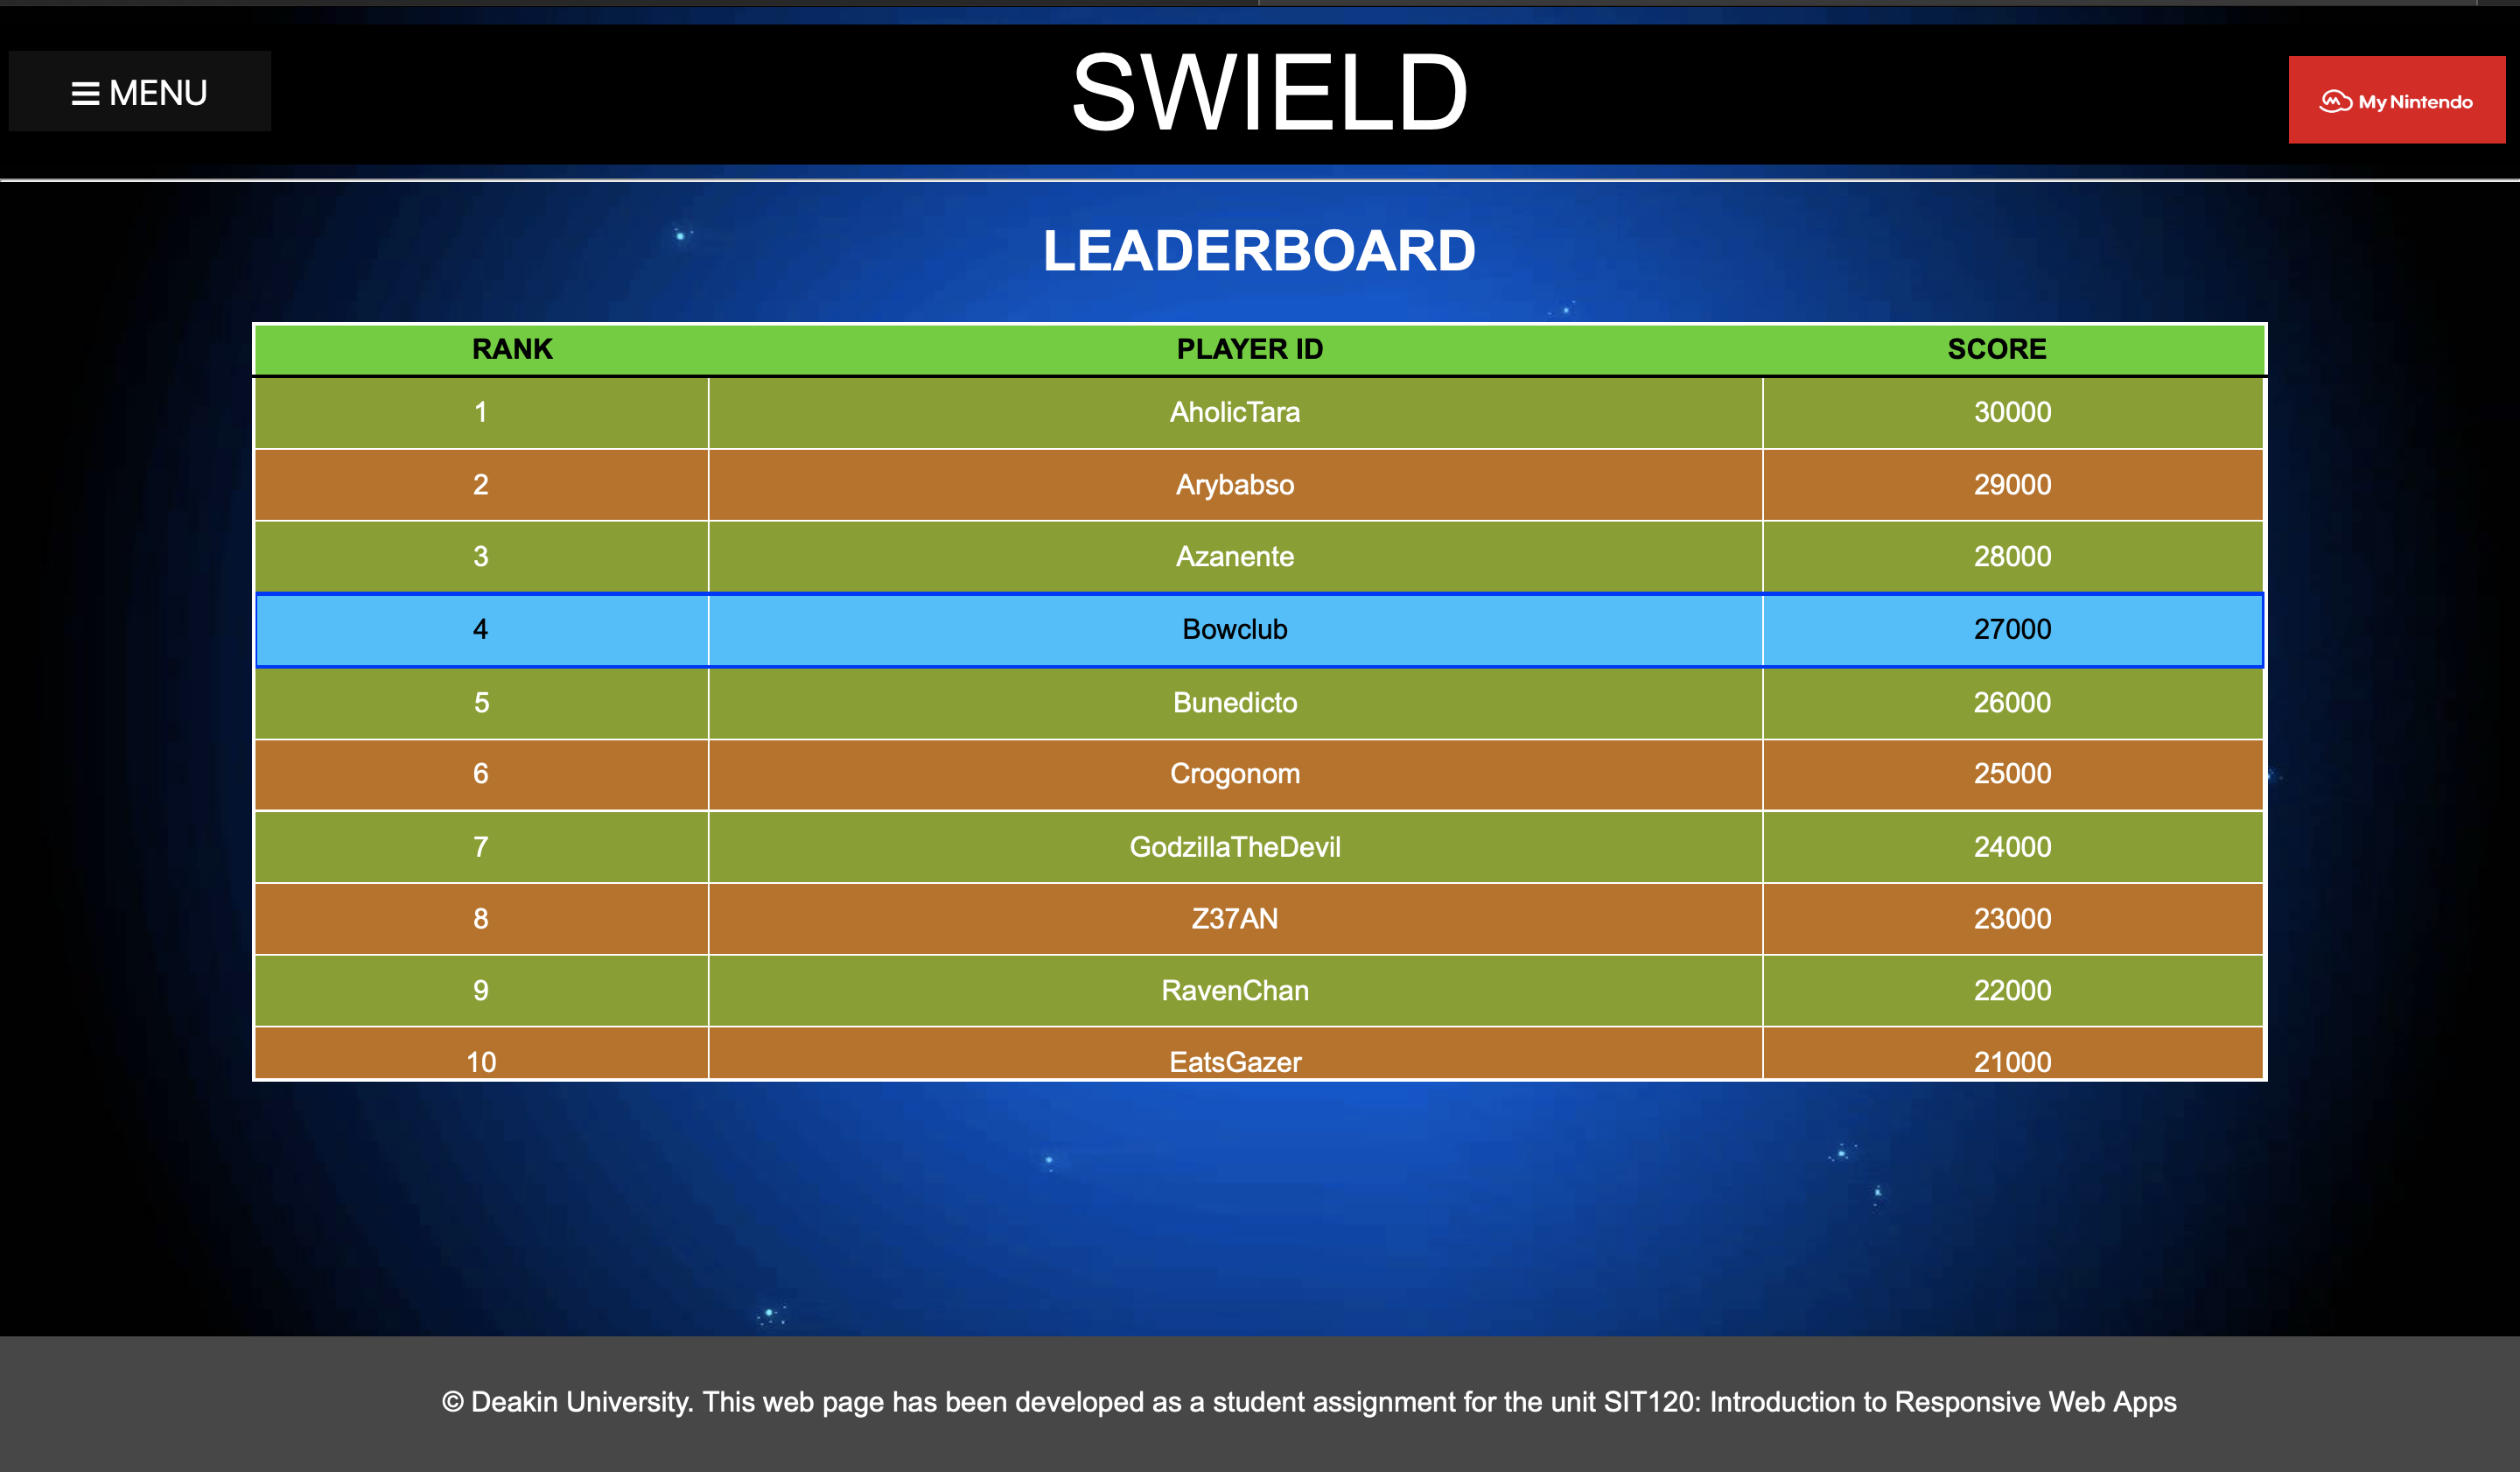 MENU
SWIELD
My Nintendo
LEADERBOARD
RANK PLAYER ID SCORE
1 AholicTara 30000
2 Arybabso 29000
3 Azanente 28000
4 Bowclub 27000
5 Bunedicto 26000
6 Crogonom 25000
7 GodzillaTheDevil 24000
8 Z37AN 23000
9 RavenChan 22000
10 EatsGazer 21000
© Deakin University. This web page has been developed as a student assignment for the unit SIT120: Introduction to Responsive Web Apps